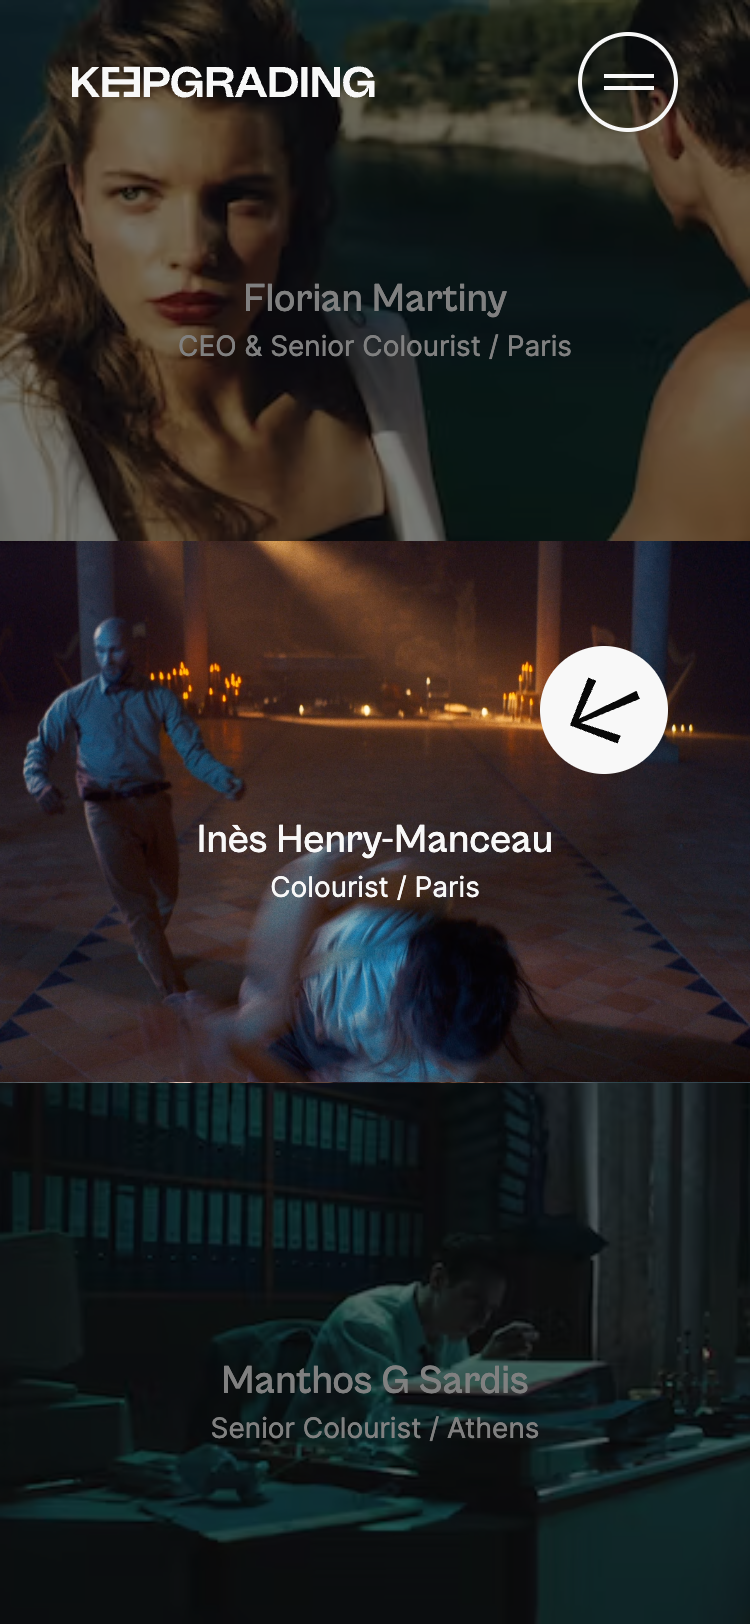 KEEPGRADING
Florian Martiny
CEO & Senior Colourist / Paris
Inès Henry-Manceau
Colourist / Paris
Manthos G Sardis
Senior Colourist / Athens